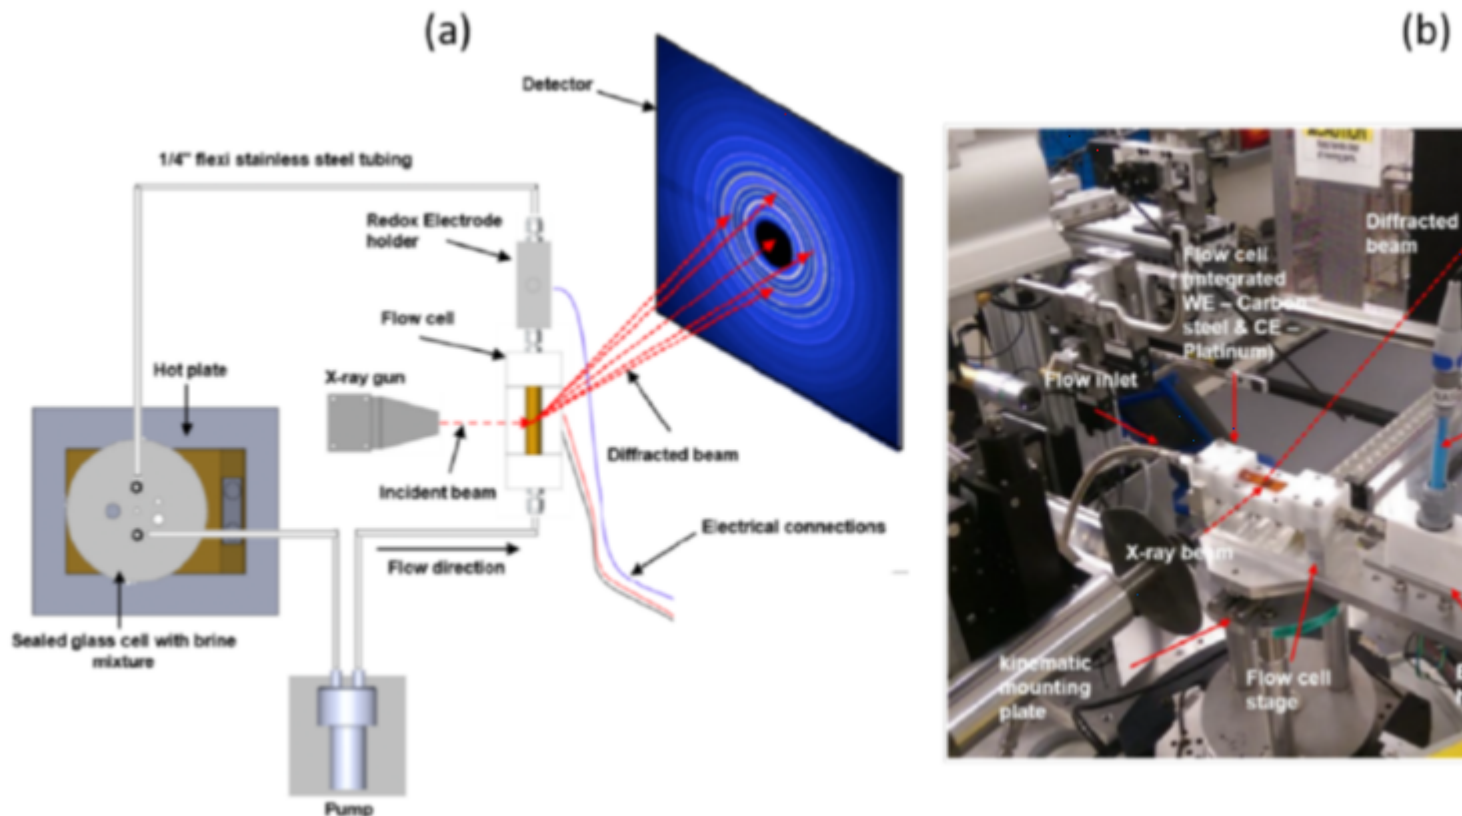 (a)
Detector
1/4" flexi stainless steel tubing
Redox Electrode
holder
Flow cell
X-ray gun
Hot plate
Incident beam
Diffracted beam
Electrical connections
Flow direction
Sealed glass cell with brine
mixture
Pump
(b)
CAUTION
Diffracted
beam
Flow cell
(integrated
WE – Carbon
steel & CE –
Platinum)
Flow inlet
X-ray beam
kinematic
mounting
plate
Flow cell
stage